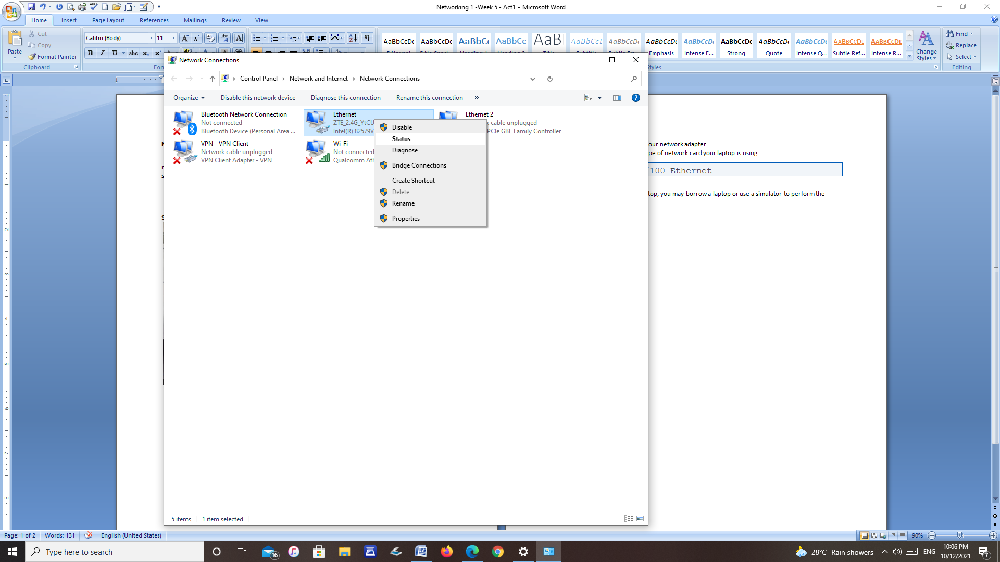 Networking 1 -Week 5 - Act1 - Microsoft Word
Home Insert Page Layout References Mailings Review View
Paste
Cut
Copy
Format Painter
Clipboard
Calibri (Body) 11
B I U abe X₂ X²
AaBbCcDc AaBbCcDc AaBbC AaBbCc AaBl AaBbCcL AaBbCcDc AaBbCcDc AaBbCcDc AaBbCcDc AaBbCcDc AaBbCcDc AABBCCDD AABBCCDD
Emphasis Intense E... Strong Quote Intense Q... Subtle Ref... Intense R...
Change Styles
Find
Replace
Select
Editing
Network Connections
Control Panel Network and Internet Network Connections
Organize Disable this network device Diagnose this connection Rename this connection »
Bluetooth Network Connection
Not connected
Bluetooth Device (Personal Area ...
Ethernet
ZTE_2.4G_YtCU
Intel(R) 82579V
Ethernet 2
cable unplugged
PCIe GBE Family Controller
VPN - VPN Client
Network cable unplugged
VPN Client Adapter - VPN
Wi-Fi
Not connected
Qualcomm Ath
Disable
Status
Diagnose
Bridge Connections
Create Shortcut
Delete
Rename
Properties
our network adapter
pe of network card your laptop is using.
100 Ethernet
top, you may borrow a laptop or use a simulator to perform the
5 items 1 item selected
Page: 1 of 2 Words: 131 English (United States)
90%
Type here to search
16
28°C Rain showers
ENG
10:06 PM
10/12/2021
7